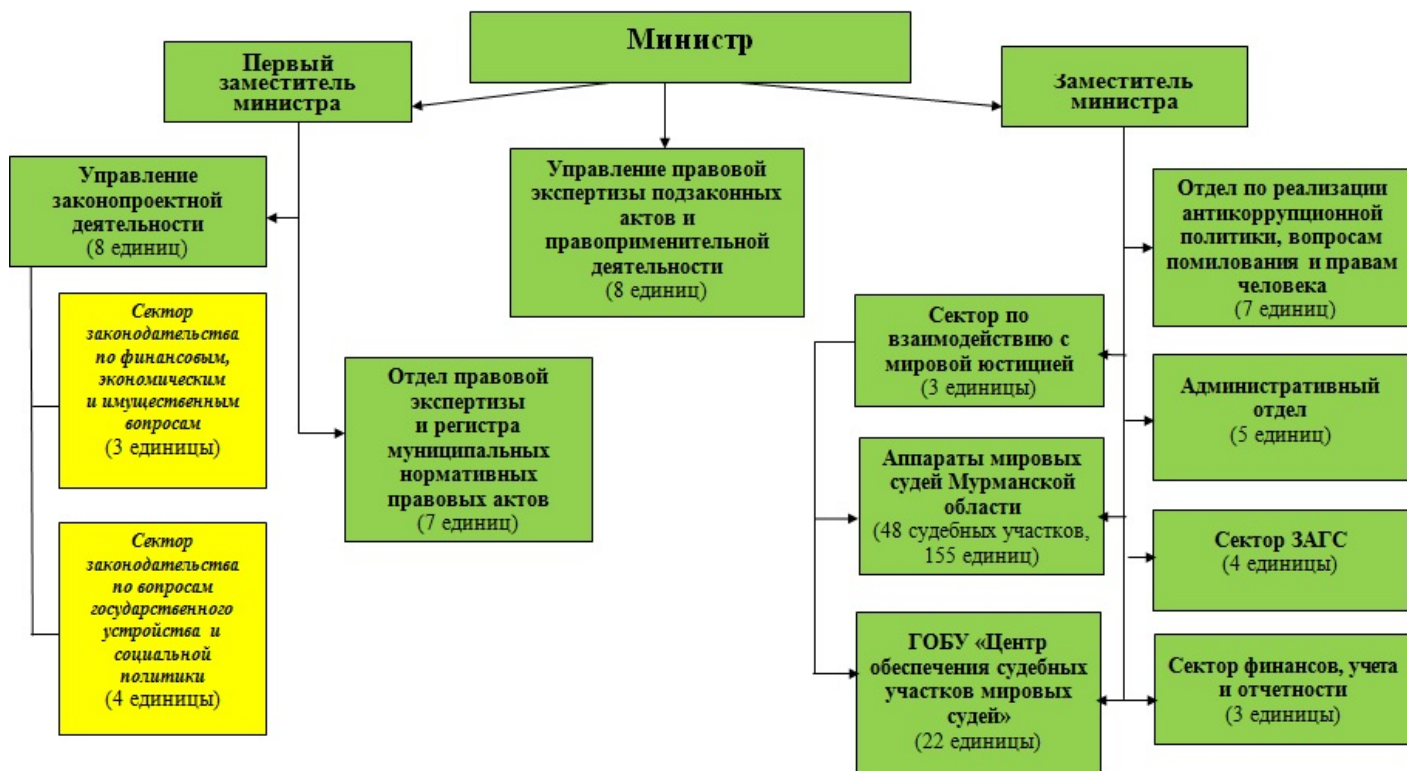 Министр
Первый
заместитель
министра
Заместитель
министра
Управление
законопроектной
деятельности
(8 единиц)
Сектор
законодательства
по финансовым,
экономическим
и имущественным
вопросам
(3 единицы)
Сектор
законодательства
по вопросам
государственного
устройства и
социальной
политики
(4 единицы)
Отдел правовой
экспертизы
и регистра
муниципальных
нормативных
правовых актов
(7 единиц)
Управление правовой
экспертизы подзаконных
актов и
правоприменительной
деятельности
(8 единиц)
Сектор по
взаимодействию с
мировой юстицией
(3 единицы)
Аппараты мировых
судей Мурманской
области
(48 судебных участков,
155 единиц)
ГОБУ «Центр
обеспечения судебных
участков мировых
судей»
(22 единицы)
Отдел по реализации
антикоррупционной
политики, вопросам
помилования и правам
человека
(7 единиц)
Административный
отдел
(5 единиц)
Сектор ЗАГС
(4 единицы)
Сектор финансов, учета
и отчетности
(3 единицы)